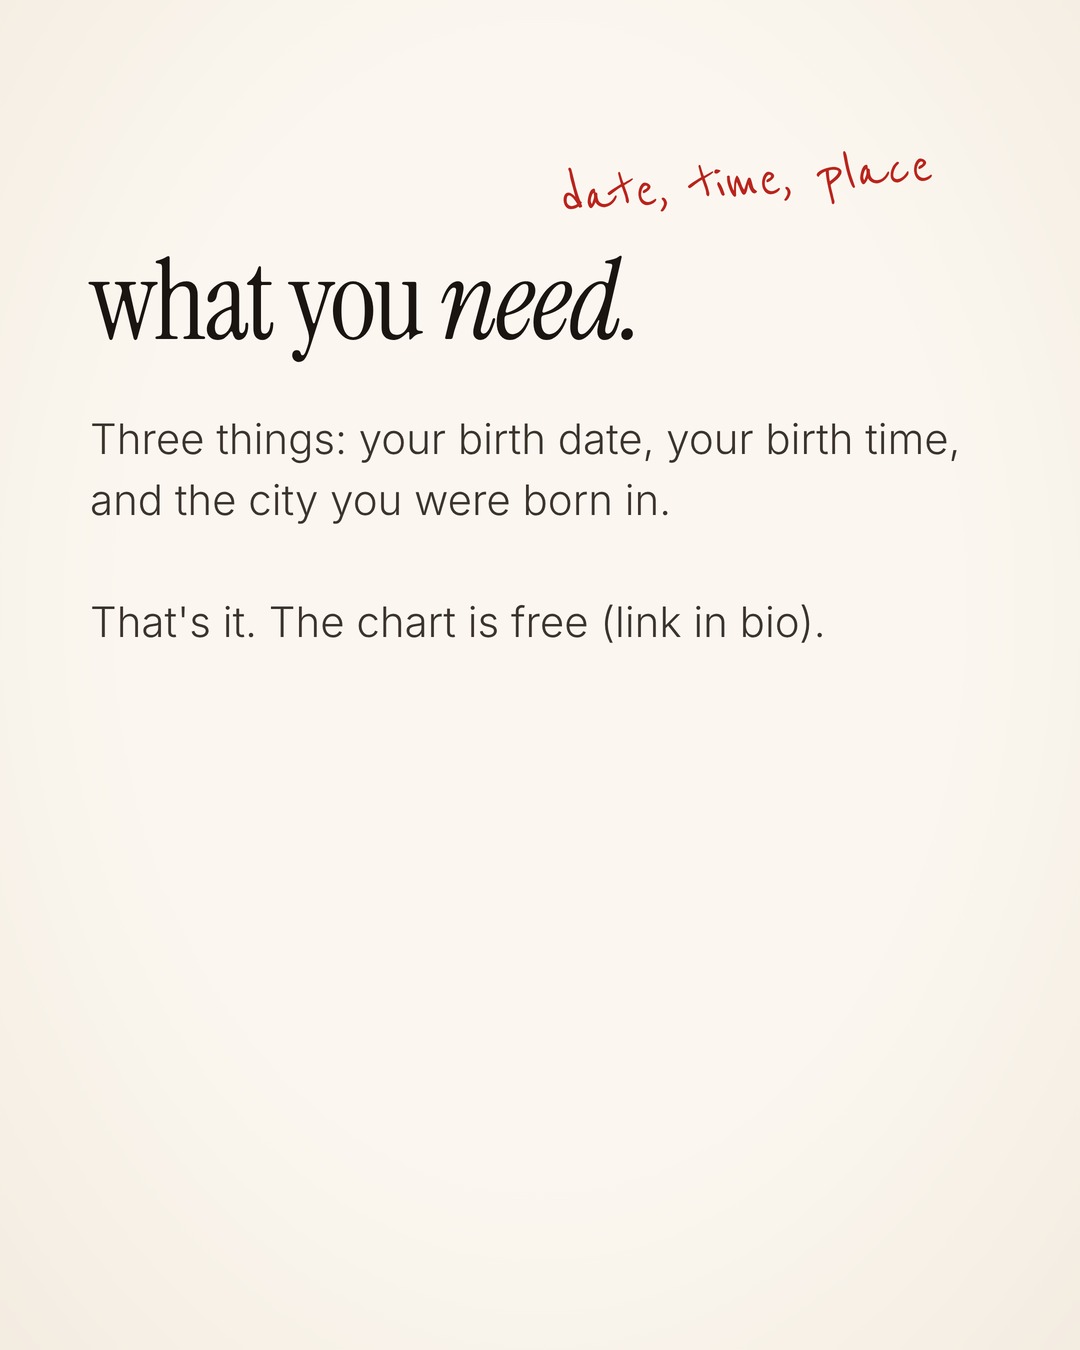 date, time, place
what you need.
Three things: your birth date, your birth time,
and the city you were born in.
That's it. The chart is free (link in bio).